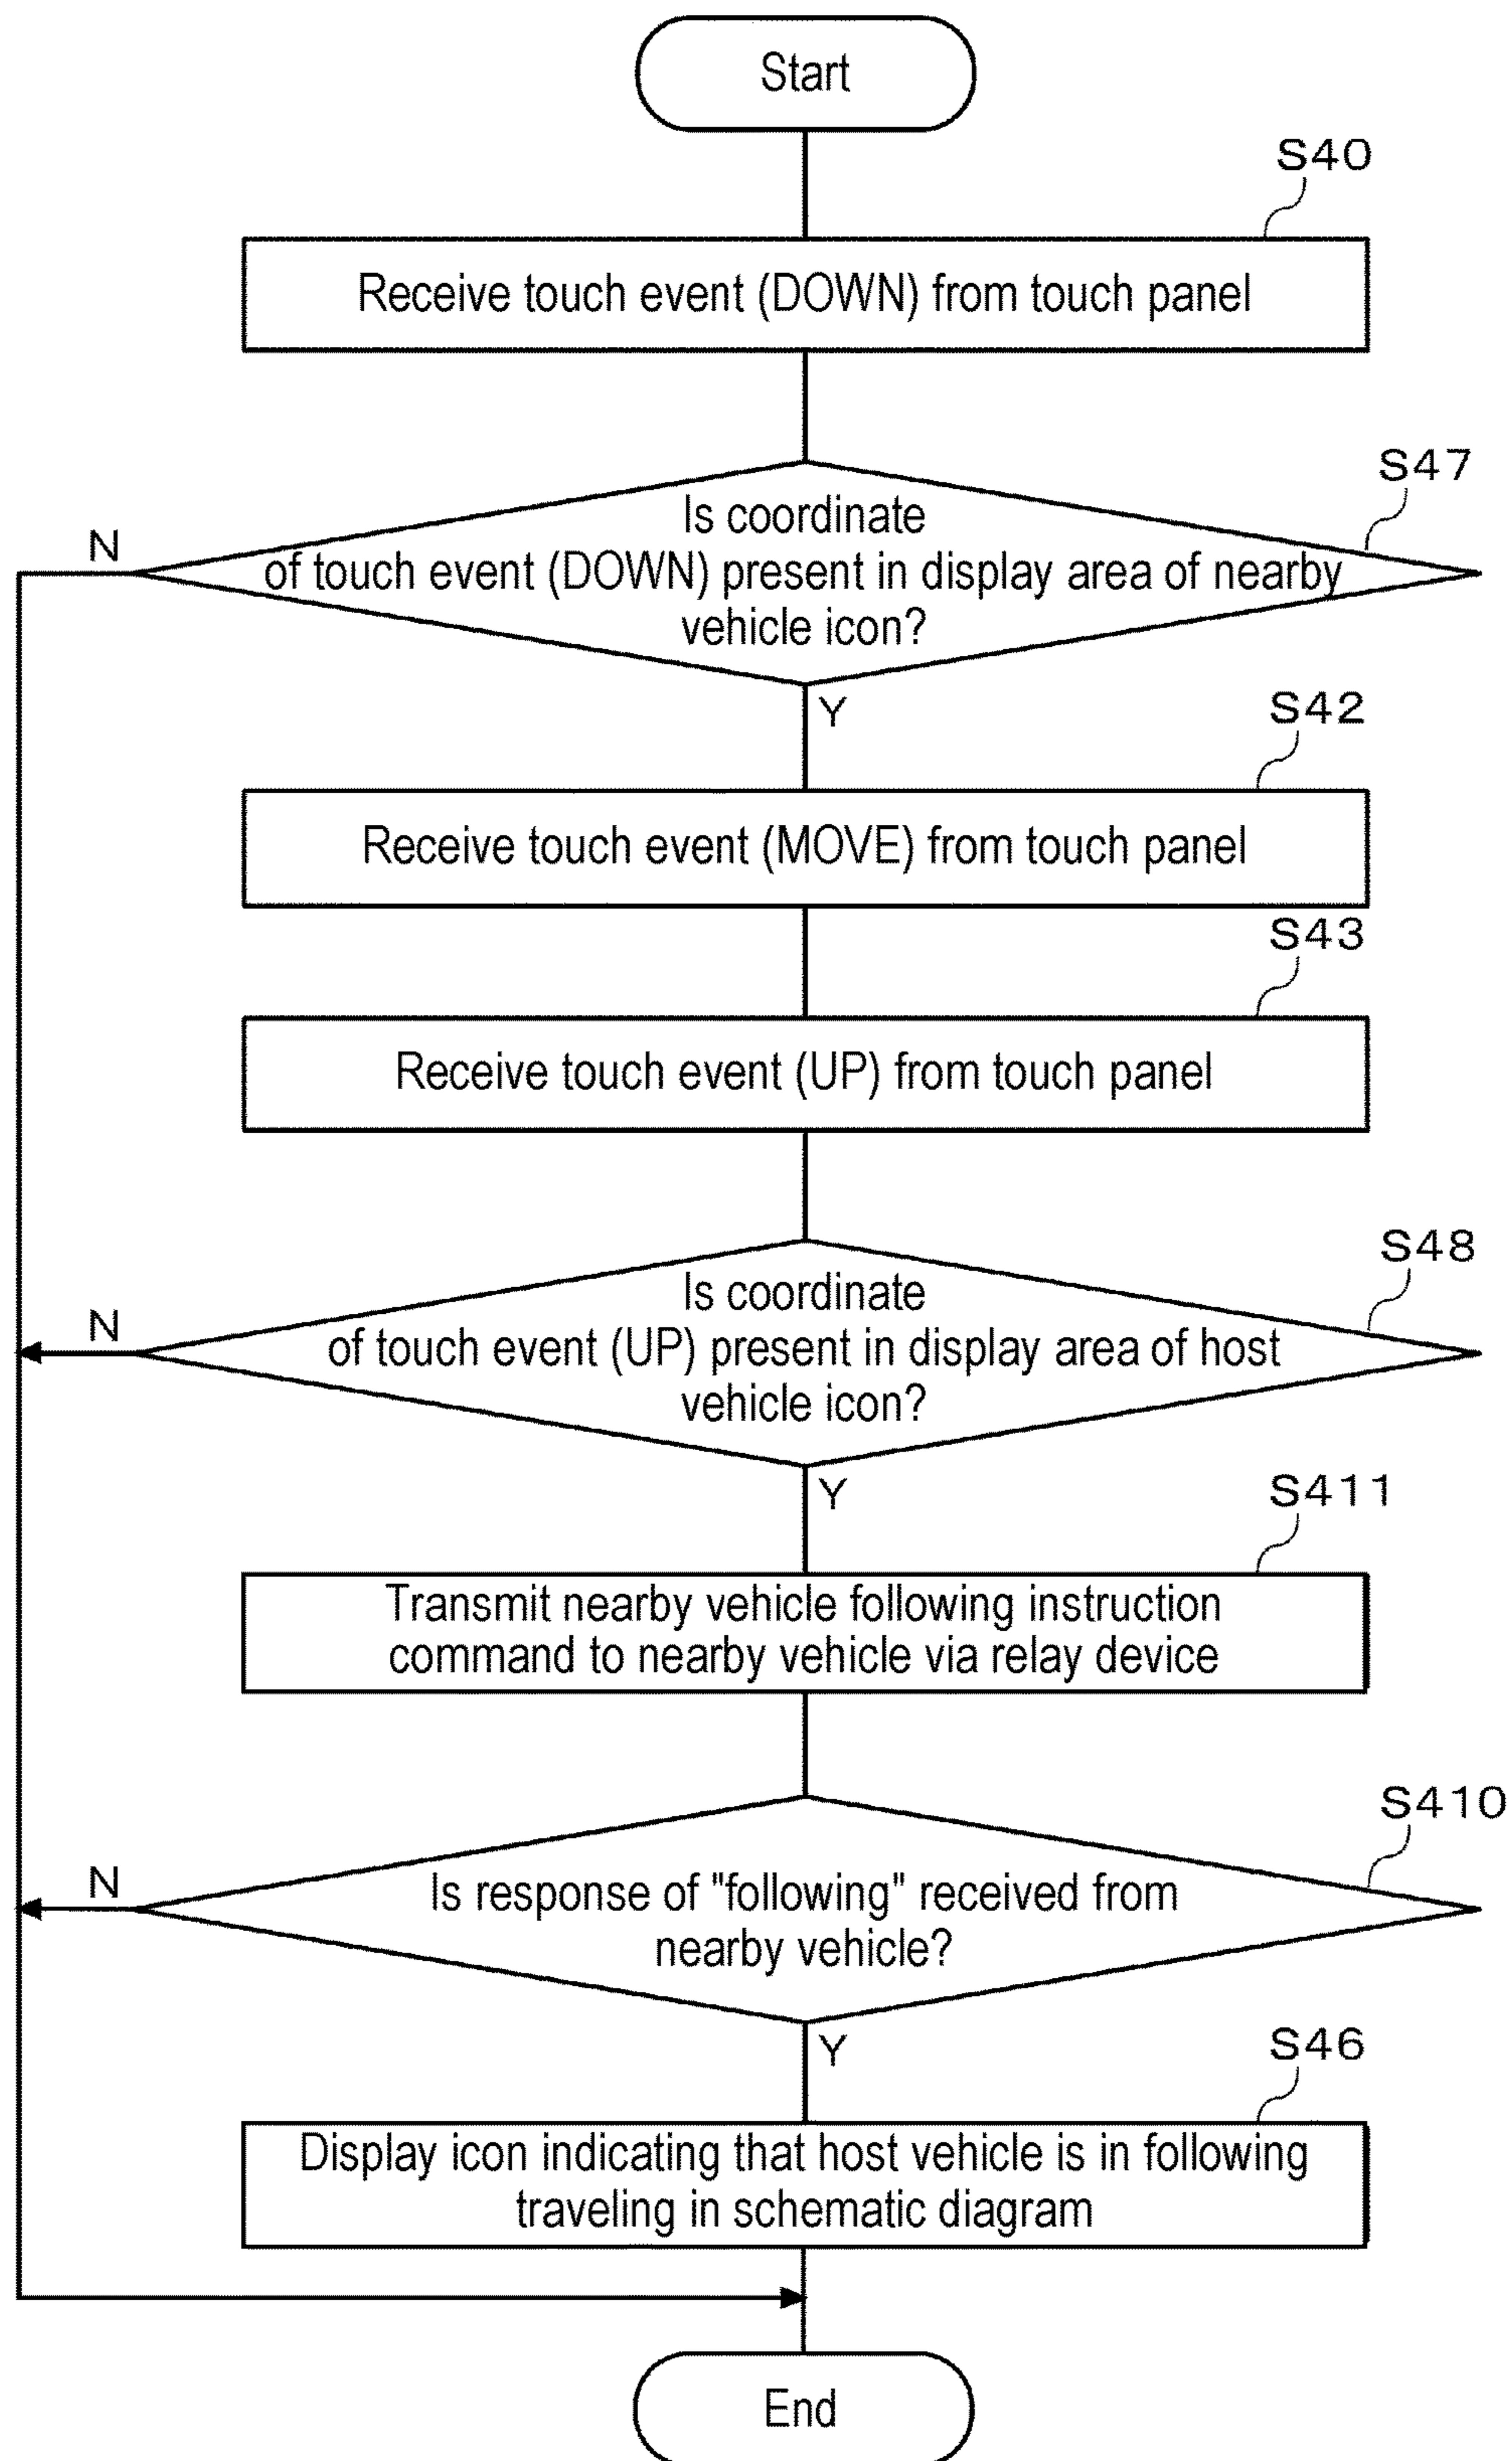 Start
S40
Receive touch event (DOWN) from touch panel
S47
Is coordinate
of touch event (DOWN) present in display area of nearby
vehicle icon?
N
Y
S42
Receive touch event (MOVE) from touch panel
S43
Receive touch event (UP) from touch panel
S48
Is coordinate
of touch event (UP) present in display area of host
vehicle icon?
N
Y
S411
Transmit nearby vehicle following instruction
command to nearby vehicle via relay device
S410
Is response of "following" received from
nearby vehicle?
N
Y
S46
Display icon indicating that host vehicle is in following
traveling in schematic diagram
End